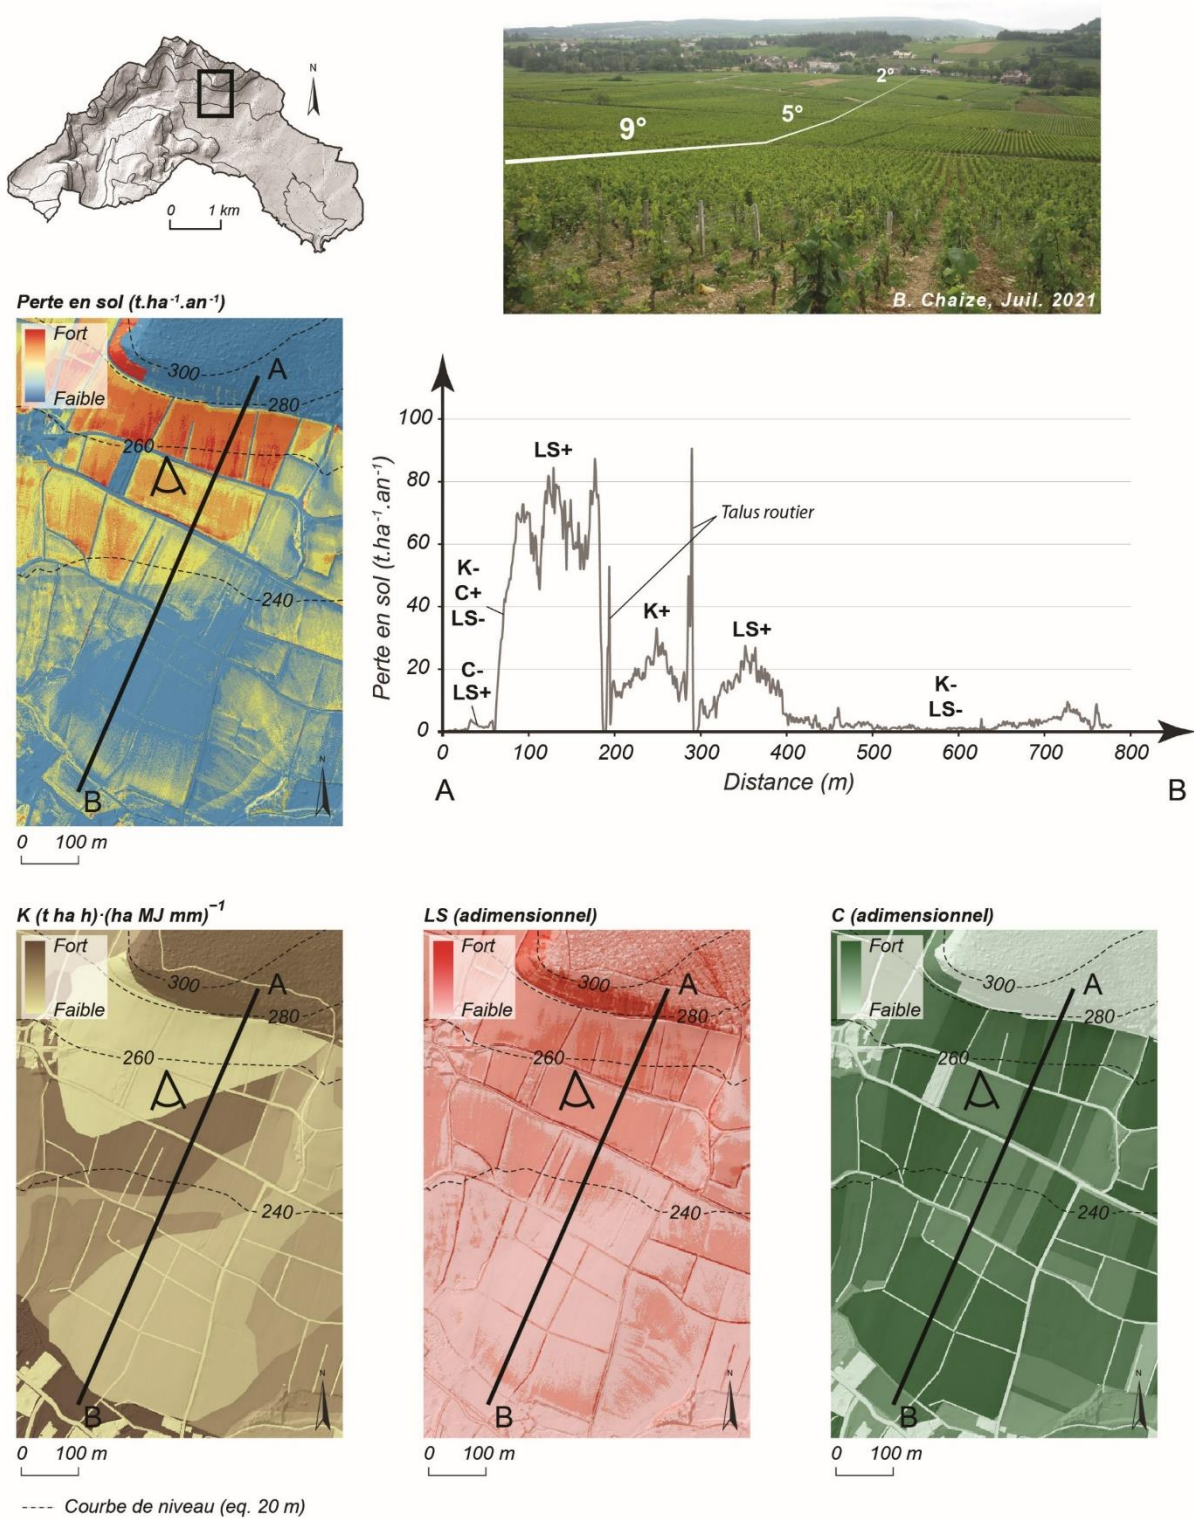 N
0 1 km
2°
5°
9°
B. Chaize, Juil. 2021
Perte en sol (t.ha⁻¹.an⁻¹)
Fort
Faible
300
A
280
260
240
B
N
0 100 m
Perte en sol (t.ha⁻¹.an⁻¹)
100
80
60
40
20
0
LS+
Talus routier
K-
C+
LS-
K+
LS+
C-
LS+
K-
LS-
0 100 200 300 400 500 600 700 800
A Distance (m) B
K (t ha h)·(ha MJ mm)⁻¹
Fort
Faible
300
A
280
260
240
B
N
0 100 m
LS (adimensionnel)
Fort
Faible
300
A
280
260
240
B
N
0 100 m
C (adimensionnel)
Fort
Faible
300
A
280
260
240
B
N
0 100 m
---- Courbe de niveau (eq. 20 m)